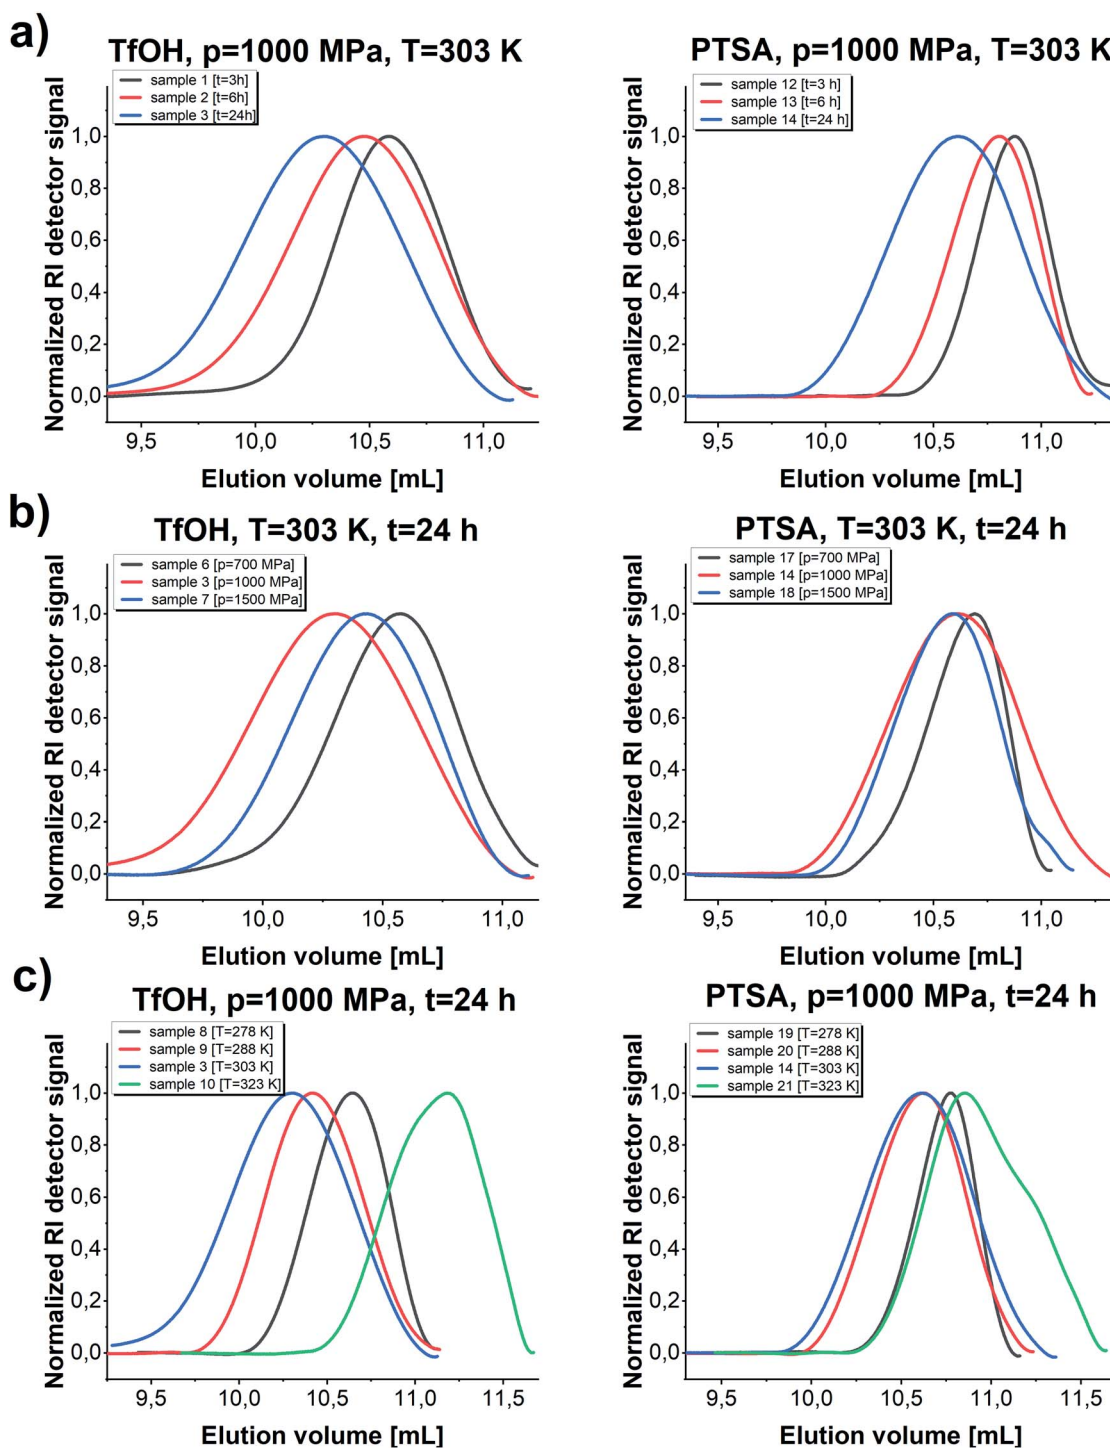 a)
TfOH, p=1000 MPa, T=303 K
sample 1 [t=3h]
sample 2 [t=6h]
sample 3 [t=24h]
Normalized RI detector signal
1,0
0,8
0,6
0,4
0,2
0,0
9,5 10,0 10,5 11,0
Elution volume [mL]
PTSA, p=1000 MPa, T=303 K
sample 12 [t=3 h]
sample 13 [t=6 h]
sample 14 [t=24 h]
Normalized RI detector signal
1,0
0,8
0,6
0,4
0,2
0,0
9,5 10,0 10,5 11,0
Elution volume [mL]
b)
TfOH, T=303 K, t=24 h
sample 6 [p=700 MPa]
sample 3 [p=1000 MPa]
sample 7 [p=1500 MPa]
Normalized RI detector signal
1,0
0,8
0,6
0,4
0,2
0,0
9,5 10,0 10,5 11,0
Elution volume [mL]
PTSA, T=303 K, t=24 h
sample 17 [p=700 MPa]
sample 14 [p=1000 MPa]
sample 18 [p=1500 MPa]
Normalized RI detector signal
1,0
0,8
0,6
0,4
0,2
0,0
9,5 10,0 10,5 11,0
Elution volume [mL]
c)
TfOH, p=1000 MPa, t=24 h
sample 8 [T=278 K]
sample 9 [T=288 K]
sample 3 [T=303 K]
sample 10 [T=323 K]
Normalized RI detector signal
1,0
0,8
0,6
0,4
0,2
0,0
9,5 10,0 10,5 11,0 11,5
Elution volume [mL]
PTSA, p=1000 MPa, t=24 h
sample 19 [T=278 K]
sample 20 [T=288 K]
sample 14 [T=303 K]
sample 21 [T=323 K]
Normalized RI detector signal
1,0
0,8
0,6
0,4
0,2
0,0
9,5 10,0 10,5 11,0 11,5
Elution volume [mL]